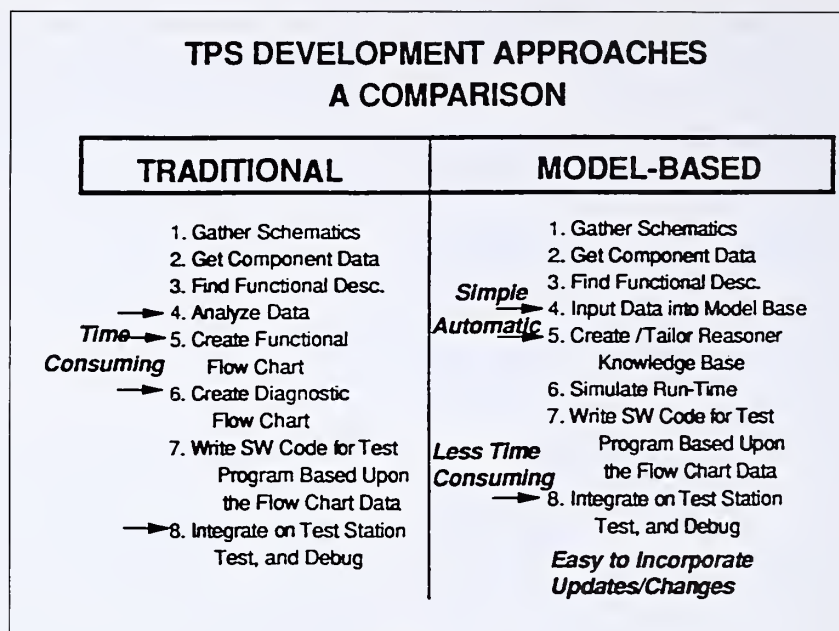 TPS DEVELOPMENT APPROACHES
A COMPARISON
TRADITIONAL
1. Gather Schematics
2. Get Component Data
3. Find Functional Desc.
4. Analyze Data
Time
5. Create Functional
Consuming
Flow Chart
6. Create Diagnostic
Flow Chart
7. Write SW Code for Test
Program Based Upon
the Flow Chart Data
8. Integrate on Test Station
Test, and Debug
MODEL-BASED
1. Gather Schematics
2. Get Component Data
3. Find Functional Desc.
Simple
4. Input Data into Model Base
Automatic
5. Create /Tailor Reasoner
Knowledge Base
6. Simulate Run-Time
7. Write SW Code for Test
Program Based Upon
Less Time
the Flow Chart Data
Consuming
8. Integrate on Test Station
Test, and Debug
Easy to Incorporate
Updates/Changes